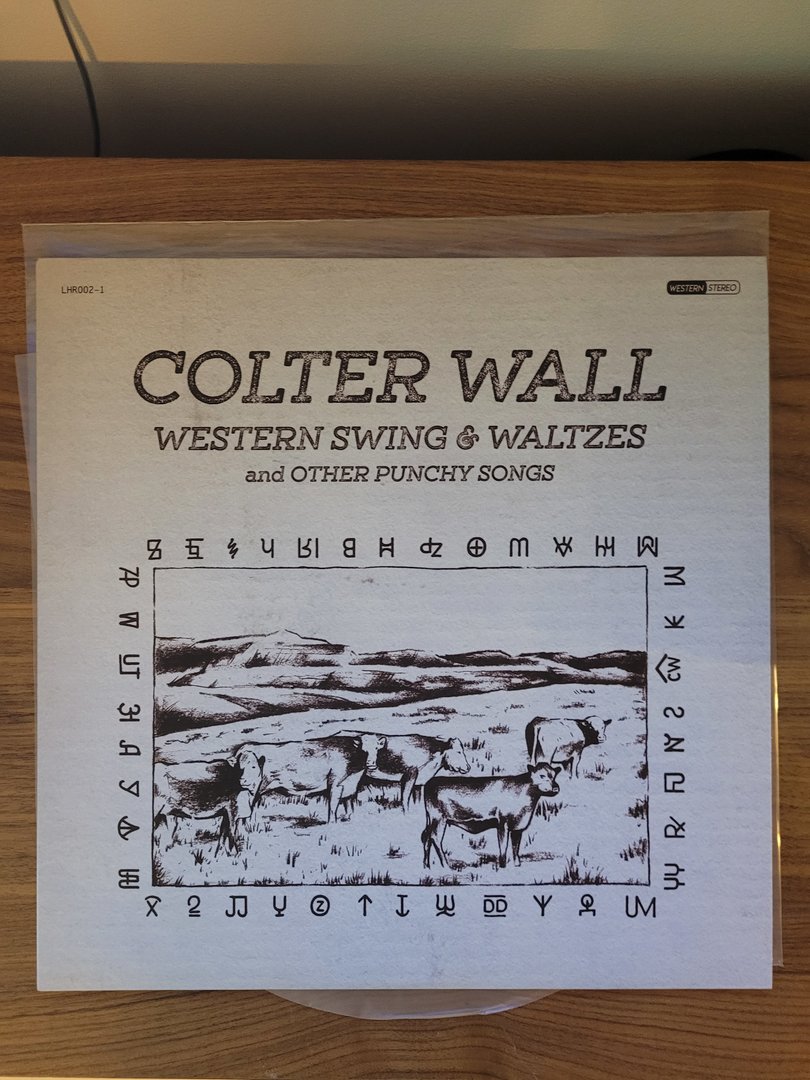 LHR002-1
WESTERN STEREO
COLTER WALL
WESTERN SWING & WALTZES
and OTHER PUNCHY SONGS